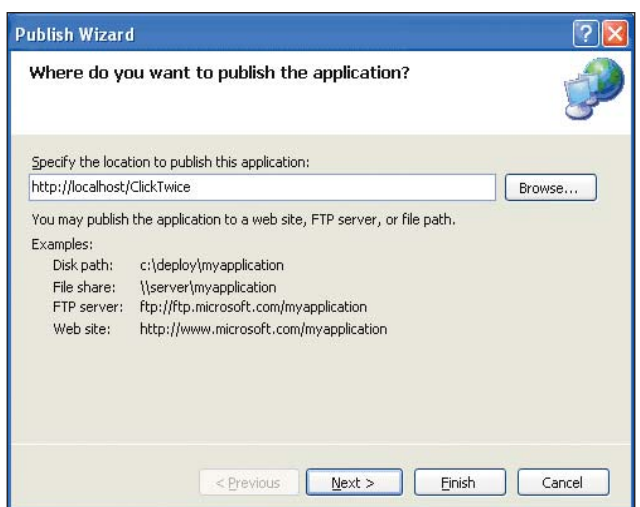 Publish Wizard
Where do you want to publish the application?
Specify the location to publish this application:
http://localhost/ClickTwice
Browse...
You may publish the application to a web site, FTP server, or file path.
Examples:
Disk path: c:\deploy\myapplication
File share: \\server\myapplication
FTP server: ftp://ftp.microsoft.com/myapplication
Web site: http://www.microsoft.com/myapplication
< Previous Next > Finish Cancel